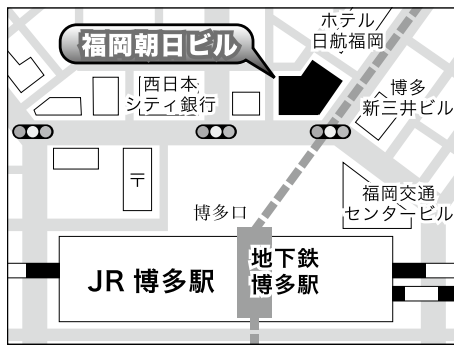 ホテル
日航福岡
福岡朝日ビル
西日本
シティ銀行
博多
新三井ビル
〒
福岡交通
センタービル
博多口
JR 博多駅
地下鉄
博多駅